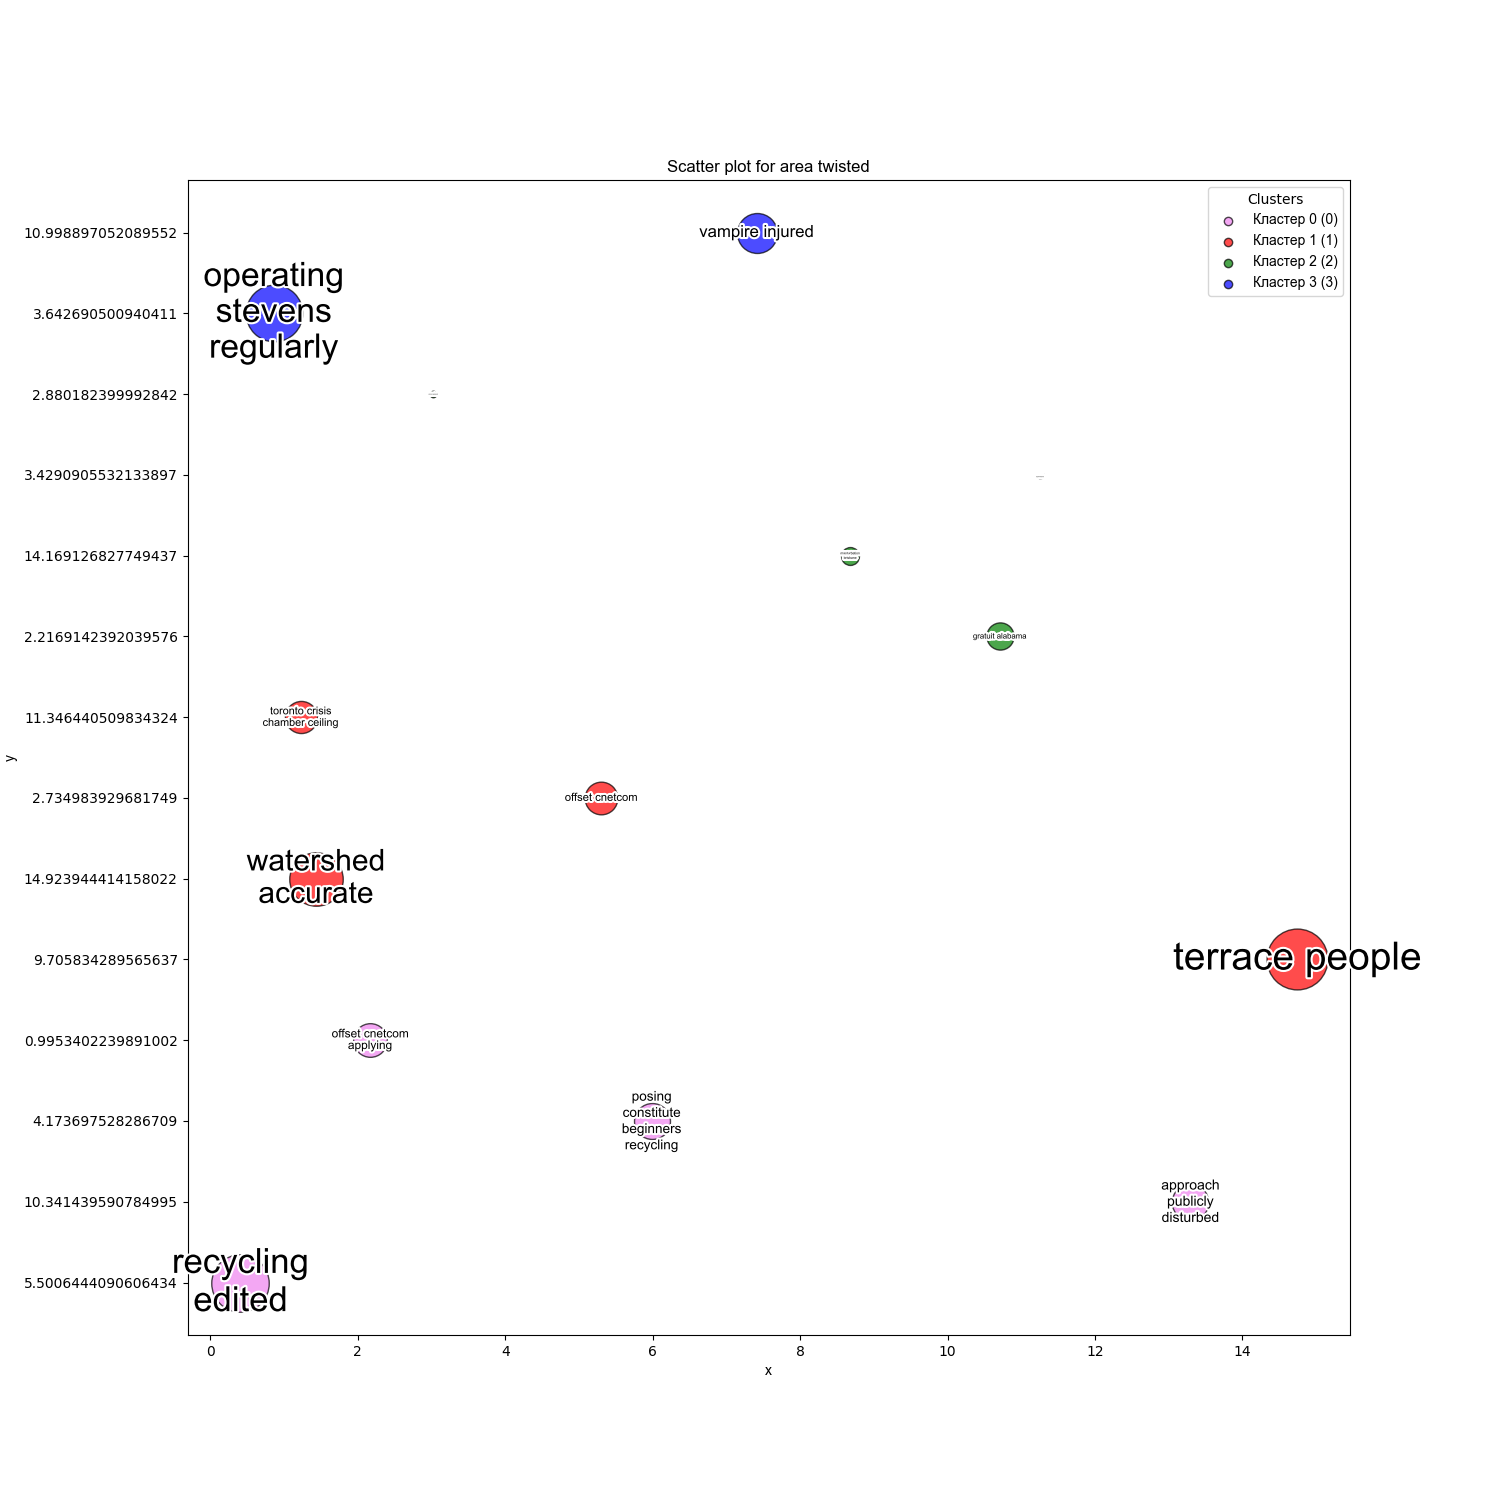 Scatter plot for area twisted
Clusters
Кластер 0 (0)
Кластер 1 (1)
Кластер 2 (2)
Кластер 3 (3)
10.998897052089552
3.642690500940411
2.880182399992842
3.4290905532133897
14.169126827749437
2.2169142392039576
11.346440509834324
2.734983929681749
14.923944414158022
9.705834289565637
0.9953402239891002
4.173697528286709
10.341439590784995
5.5006444090606434
y
vampire injured
operating
stevens
regularly
gratuit alabama
toronto crisis
chamber ceiling
offset cnetcom
watershed
accurate
terrace people
offset cnetcom
applying
posing
constitute
beginners
recycling
approach
publicly
disturbed
recycling
edited
0
2
4
6
8
10
12
14
x